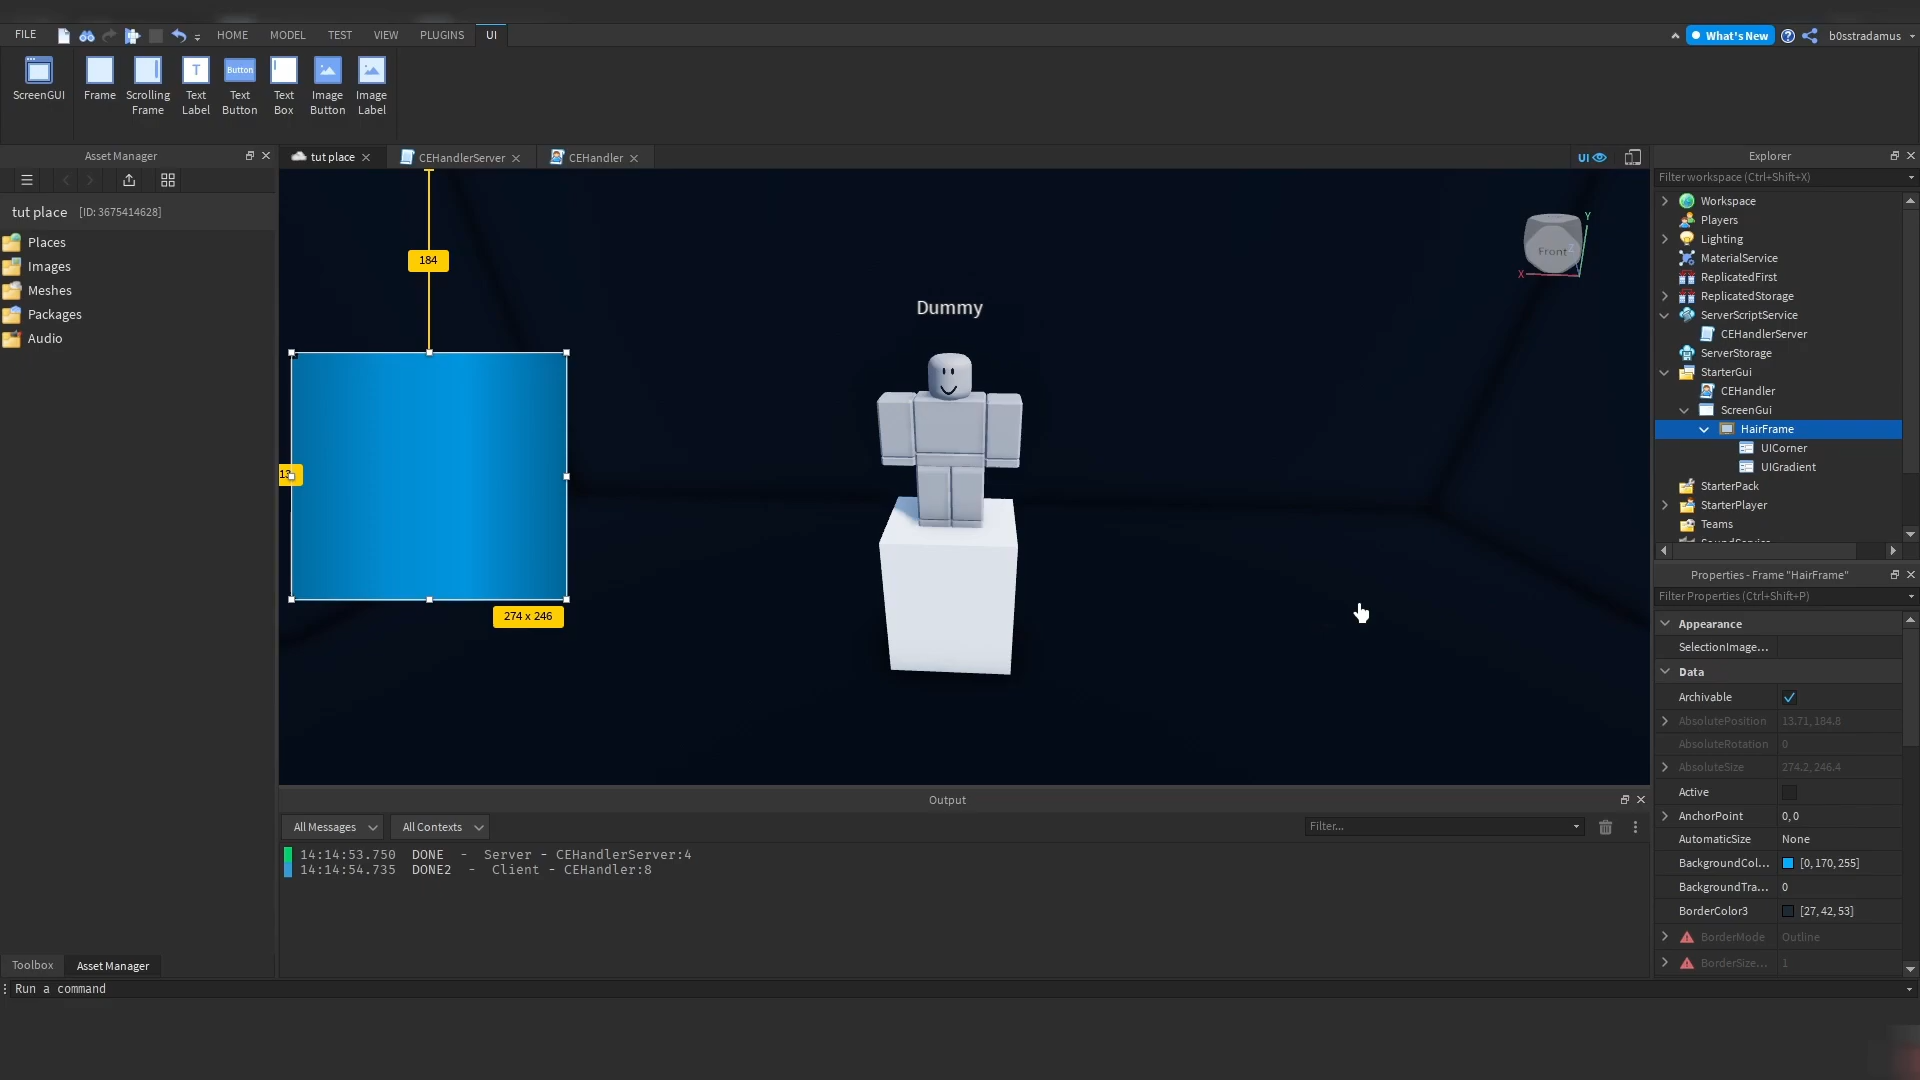 FILE
HOME
MODEL
TEST
VIEW
PLUGINS
UI
What's New
b0sstradamus
ScreenGUI
Frame
Scrolling
Frame
Text
Label
Button
Text
Button
Text
Box
Image
Button
Image
Label
Asset Manager
tut place [ID: 3675414628]
Places
Images
Meshes
Packages
Audio
Toolbox
Asset Manager
tut place
CEHandlerServer
CEHandler
UI
184
274 x 246
Dummy
Front
X
Y
Output
All Messages
All Contexts
Filter...
14:14:53.750 DONE - Server - CEHandlerServer:4
14:14:54.735 DONE2 - Client - CEHandler:8
Run a command
Explorer
Filter workspace (Ctrl+Shift+X)
Workspace
Players
Lighting
MaterialService
ReplicatedFirst
ReplicatedStorage
ServerScriptService
CEHandlerServer
ServerStorage
StarterGui
CEHandler
ScreenGui
HairFrame
UICorner
UIGradient
StarterPack
StarterPlayer
Teams
Properties - Frame "HairFrame"
Filter Properties (Ctrl+Shift+P)
Appearance
SelectionImage...
Data
Archivable
AbsolutePosition 13.71, 184.8
AbsoluteRotation 0
AbsoluteSize 274.2, 246.4
Active
AnchorPoint 0, 0
AutomaticSize None
BackgroundCol... [0, 170, 255]
BackgroundTra... 0
BorderColor3 [27, 42, 53]
BorderMode Outline
BorderSize... 1